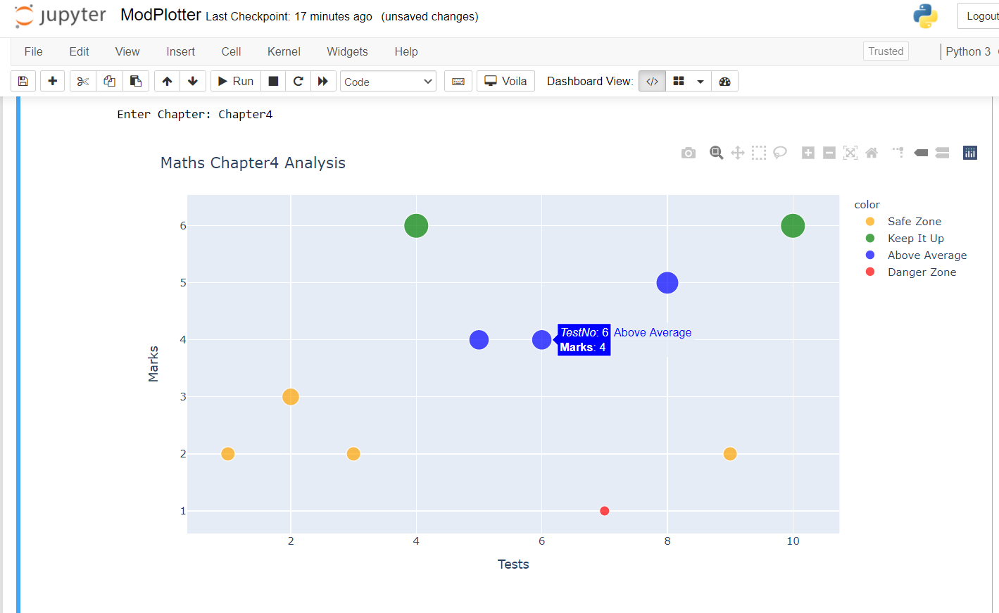 jupyter ModPlotter Last Checkpoint: 17 minutes ago (unsaved changes) Logout
File Edit View Insert Cell Kernel Widgets Help Trusted Python 3
Run Code Voila Dashboard View:
Enter Chapter: Chapter4
Maths Chapter4 Analysis
color
Safe Zone
Keep It Up
Above Average
Danger Zone
6
5
4
3
2
1
Marks
TestNo: 6 Above Average
Marks: 4
2 4 6 8 10
Tests